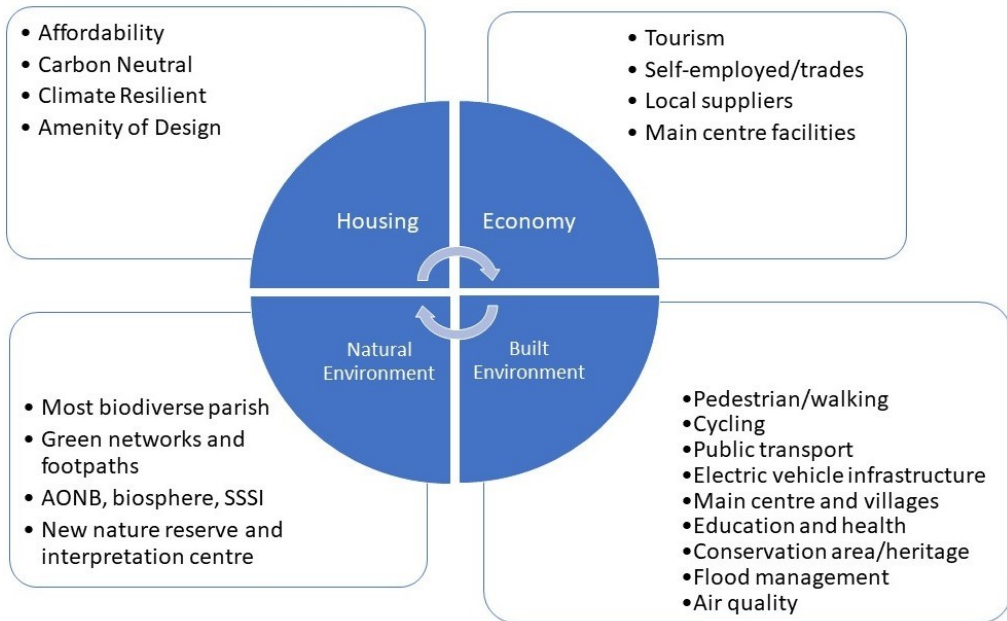 • Affordability
• Carbon Neutral
• Climate Resilient
• Amenity of Design
• Tourism
• Self-employed/trades
• Local suppliers
• Main centre facilities
Housing
Economy
Natural
Environment
Built
Environment
• Most biodiverse parish
• Green networks and
footpaths
• AONB, biosphere, SSSI
• New nature reserve and
interpretation centre
•Pedestrian/walking
•Cycling
•Public transport
•Electric vehicle infrastructure
•Main centre and villages
•Education and health
•Conservation area/heritage
•Flood management
•Air quality